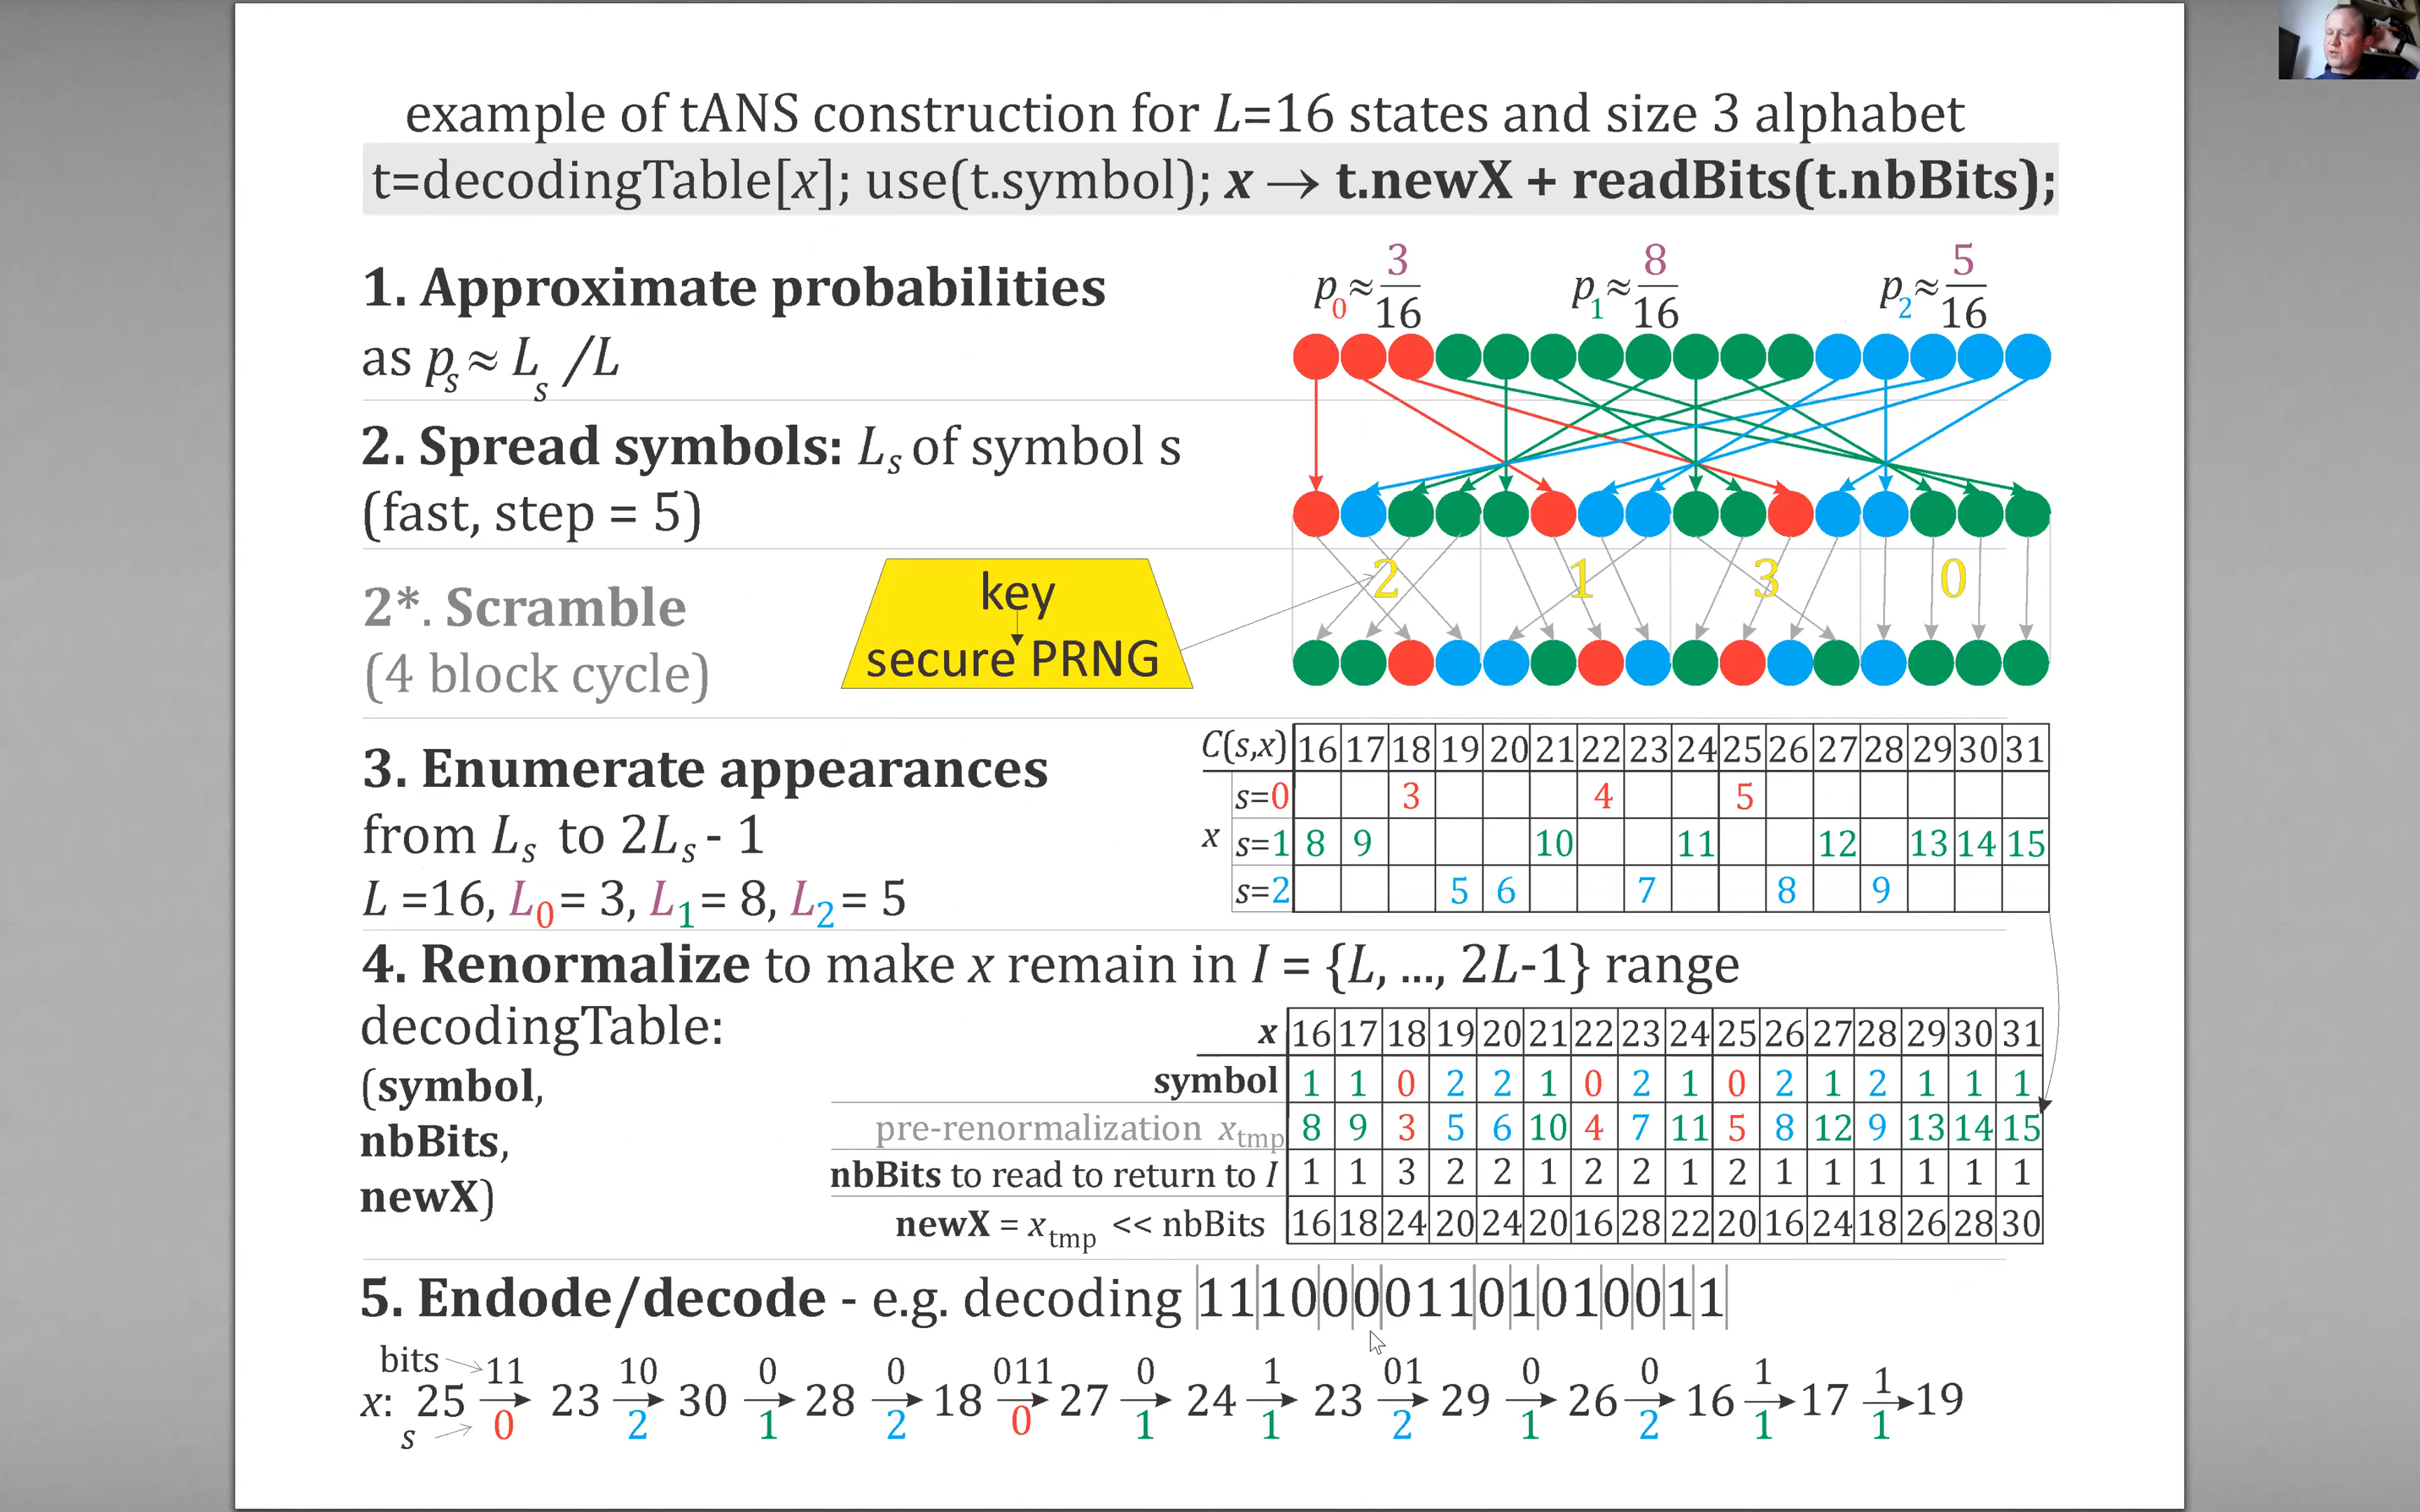 example of tANS construction for L=16 states and size 3 alphabet
t=decodingTable[x]; use(t.symbol); x → t.newX + readBits(t.nbBits);
1. Approximate probabilities
as pₛ ≈ Lₛ /L
p₀≈ 3/16 p₁≈ 8/16 p₂≈ 5/16
2. Spread symbols: Lₛ of symbol s
(fast, step = 5)
2*. Scramble
(4 block cycle)
key
secure PRNG
2 1 3 0
3. Enumerate appearances
from Lₛ to 2Lₛ - 1
L =16, L₀= 3, L₁= 8, L₂= 5
C(s,x) 16 17 18 19 20 21 22 23 24 25 26 27 28 29 30 31
s=0 3 4 5
x s=1 8 9 10 11 12 13 14 15
s=2 5 6 7 8 9
4. Renormalize to make x remain in I = {L, ..., 2L-1} range
decodingTable:
(symbol,
nbBits,
newX)
x 16 17 18 19 20 21 22 23 24 25 26 27 28 29 30 31
symbol 1 1 0 2 2 1 0 2 1 0 2 1 2 1 1 1
pre-renormalization xtmp 8 9 3 5 6 10 4 7 11 5 8 12 9 13 14 15
nbBits to read to return to I 1 1 3 2 2 1 2 2 1 2 1 1 1 1 1 1
newX = xtmp << nbBits 16 18 24 20 24 20 16 28 22 20 16 24 18 26 28 30
5. Endode/decode - e.g. decoding |11|10|0|0|011|0|1|01|0|0|1|1|
bits 11 10 0 0 011 0 1 01 0 0 1 1
x: 25 → 23 → 30 → 28 → 18 → 27 → 24 → 23 → 29 → 26 → 16 → 17 → 19
s 0 2 1 2 0 1 1 2 1 2 1 1